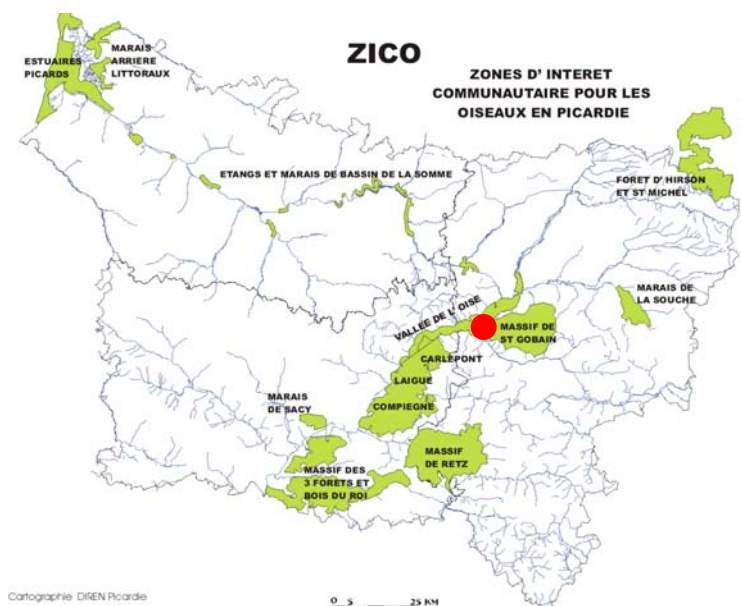 ZICO
ZONES D' INTERET
COMMUNAUTAIRE POUR LES
OISEAUX EN PICARDIE
MARAIS
ARRIERE
LITTORAUX
ESTUAIRES
PICARDS
ETANGS ET MARAIS DE BASSIN DE LA SOMME
FORET D' HIRSON
ET ST MICHEL
MARAIS DE
LA SOUCHE
VALLEE DE L' OISE
MASSIF DE
ST GOBAIN
CARLEPONT
LAIGUE
COMPIEGNE
MARAIS
DE SACY
MASSIF
DE RETZ
MASSIF DES
3 FORÊTS ET
BOIS DU ROI
Cartographie DIREN Picardie
0 5 25 KM